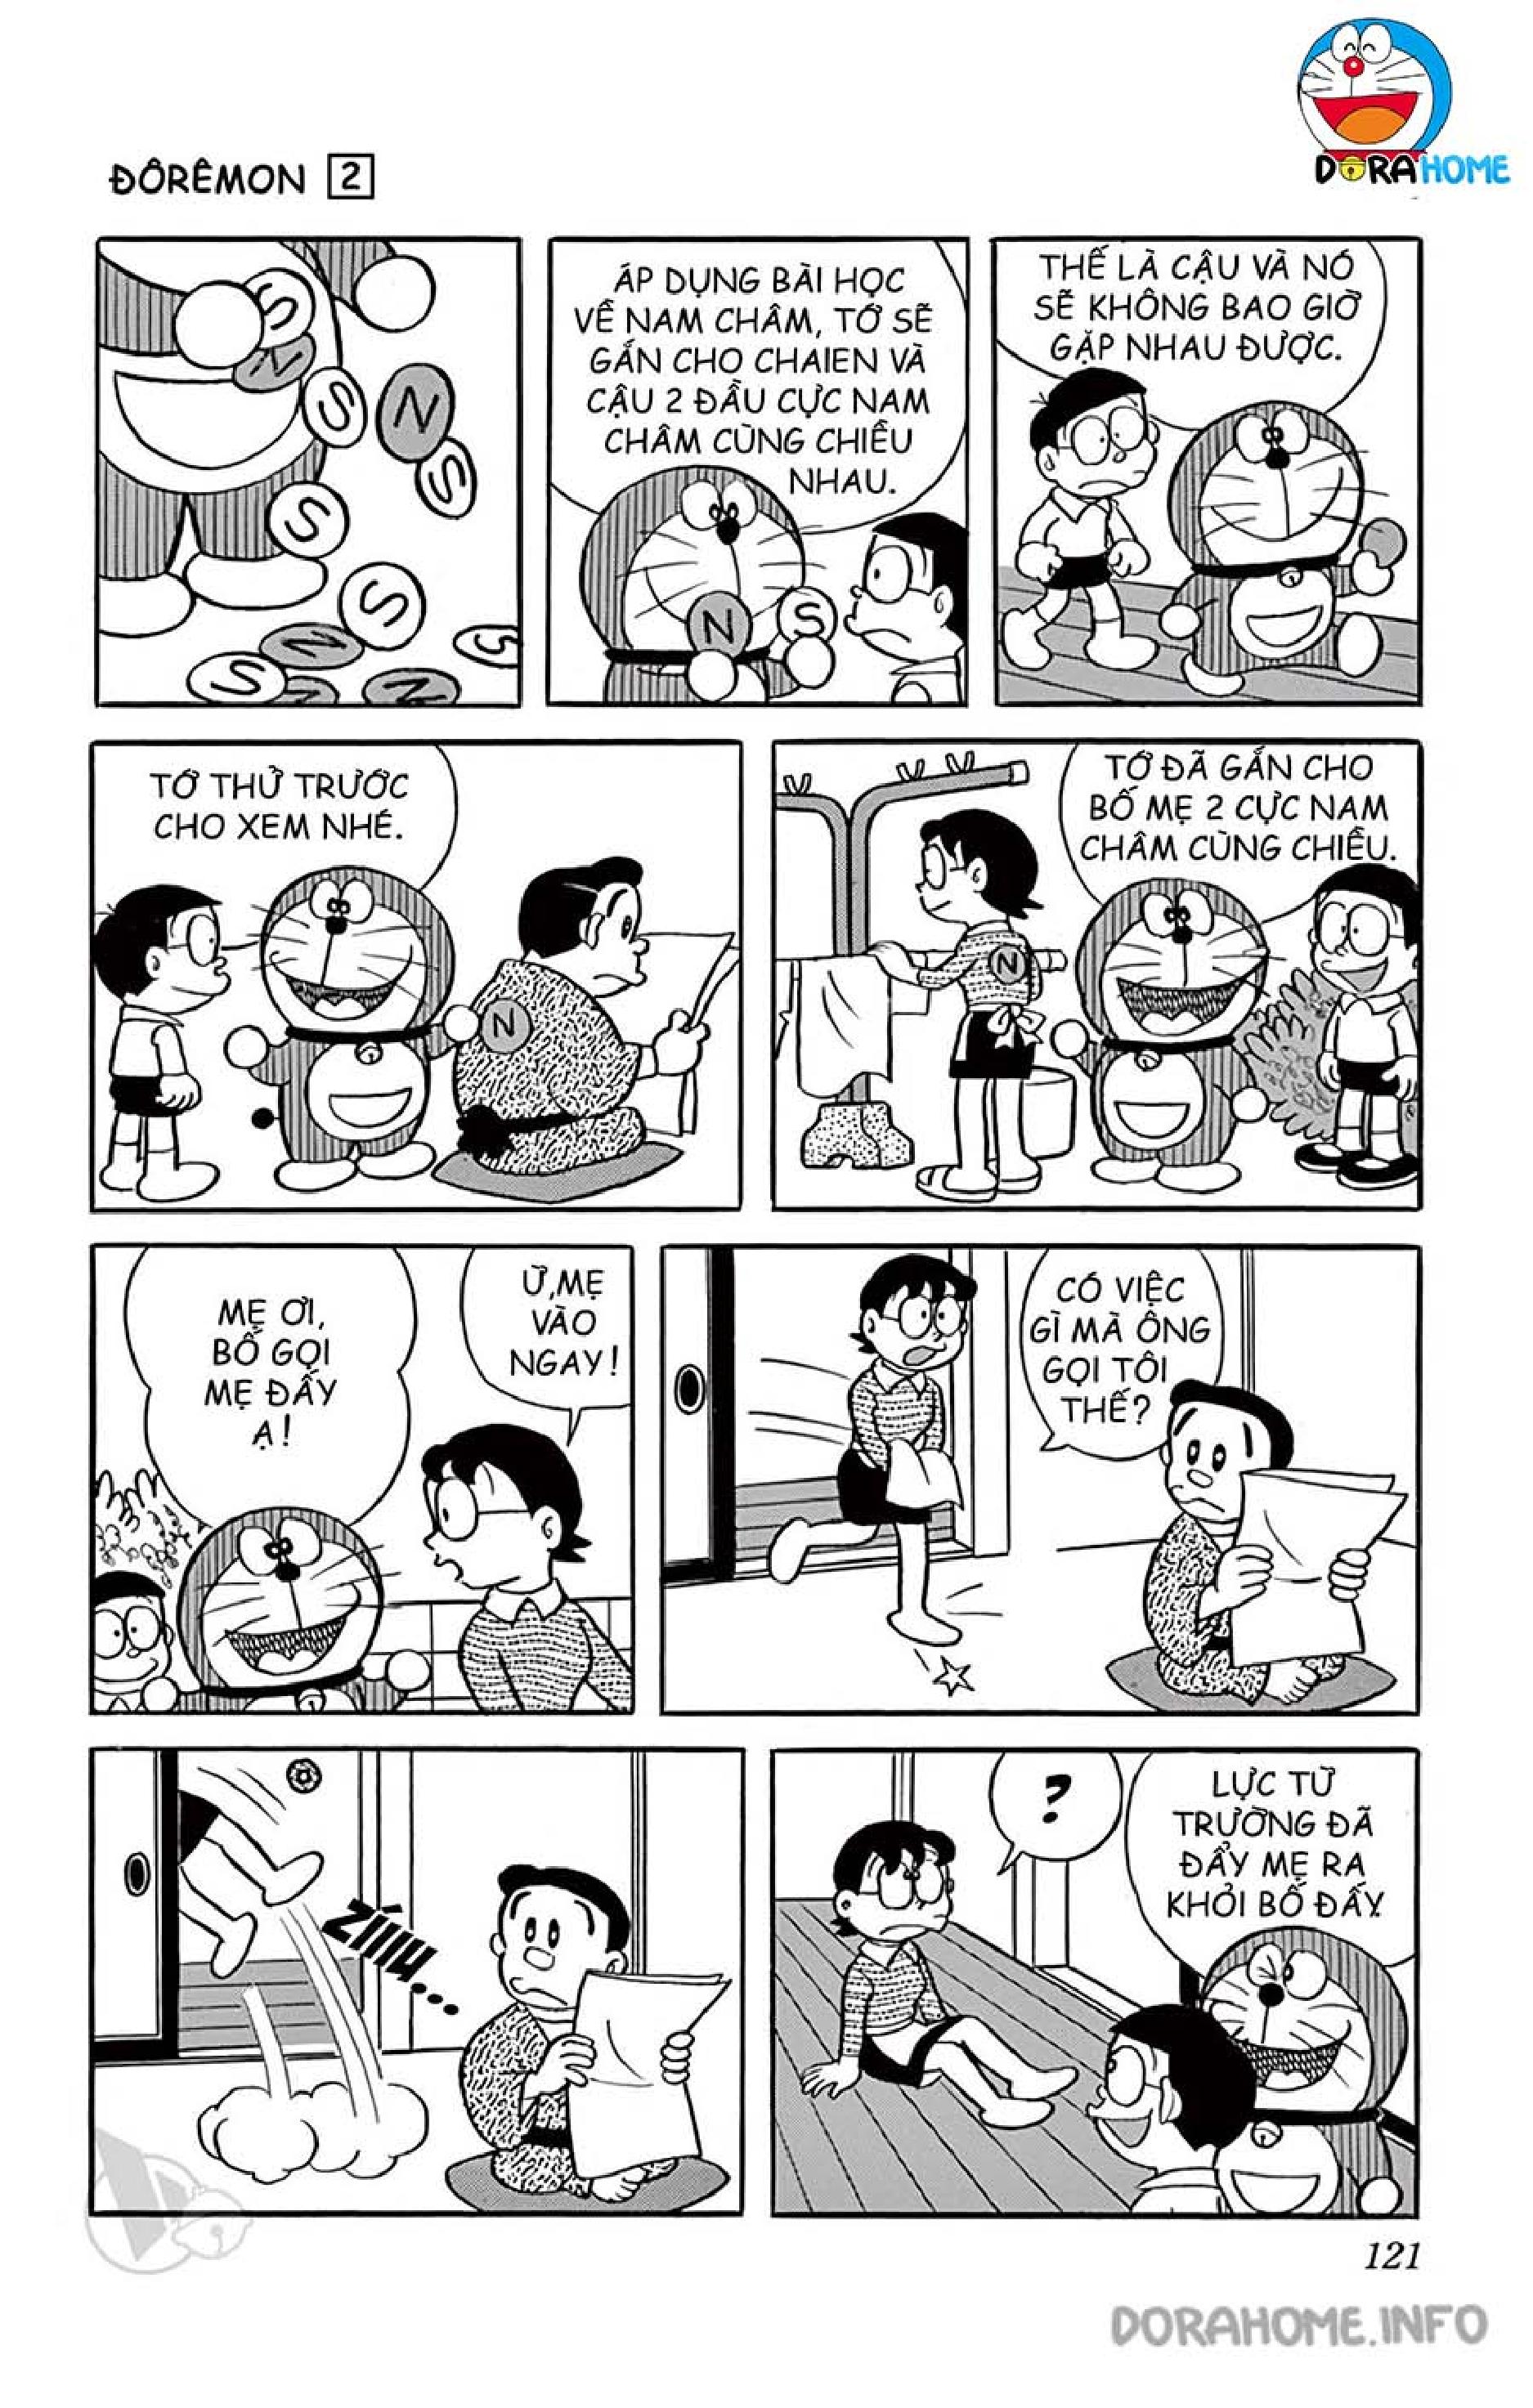 DORAHOME
ĐÔRÊMON 2
S
N
S
N
S
S
S
N
S
S
N
N
ÁP DỤNG BÀI HỌC
VỀ NAM CHÂM, TỚ SẼ
GẮN CHO CHAIEN VÀ
CẬU 2 ĐẦU CỰC NAM
CHÂM CÙNG CHIỀU
NHAU.
N
S
THẾ LÀ CẬU VÀ NÓ
SẼ KHÔNG BAO GIỜ
GẶP NHAU ĐƯỢC.
TỚ THỬ TRƯỚC
CHO XEM NHÉ.
N
TỚ ĐÃ GẮN CHO
BỐ MẸ 2 CỰC NAM
CHÂM CÙNG CHIỀU.
N
MẸ ƠI,
BỐ GỌI
MẸ ĐẤY
Ạ!
Ừ,MẸ
VÀO
NGAY!
CÓ VIỆC
GÌ MÀ ÔNG
GỌI TÔI
THẾ?
?
LỰC TỪ
TRƯỜNG ĐÃ
ĐẨY MẸ RA
KHỎI BỐ ĐẤY.
121
DORAHOME.INFO